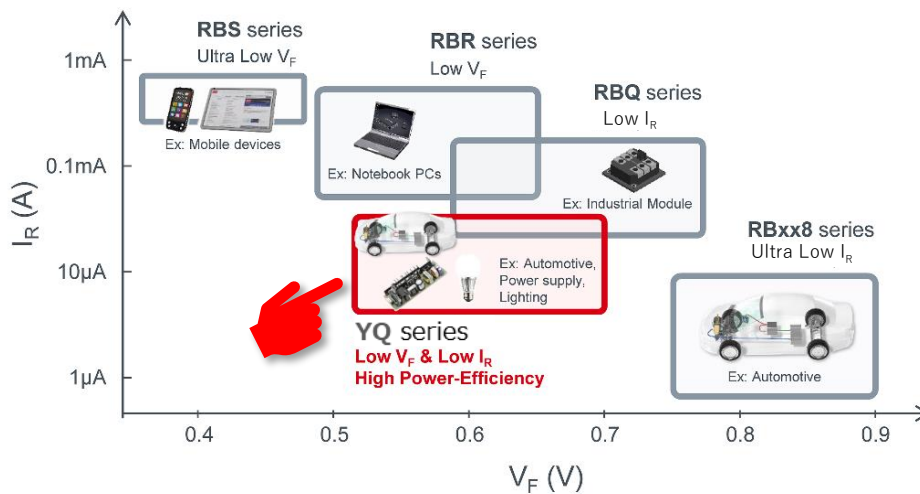 RBS series
Ultra Low VF
RBR series
Low VF
RBQ series
Low IR
RBxx8 series
Ultra Low IR
1mA
0.1mA
10µA
1µA
IR (A)
Ex: Mobile devices
Ex: Notebook PCs
Ex: Industrial Module
Ex: Automotive,
Power supply,
Lighting
YQ series
Low VF & Low IR
High Power-Efficiency
Ex: Automotive
0.4
0.5
0.6
0.7
0.8
0.9
VF (V)